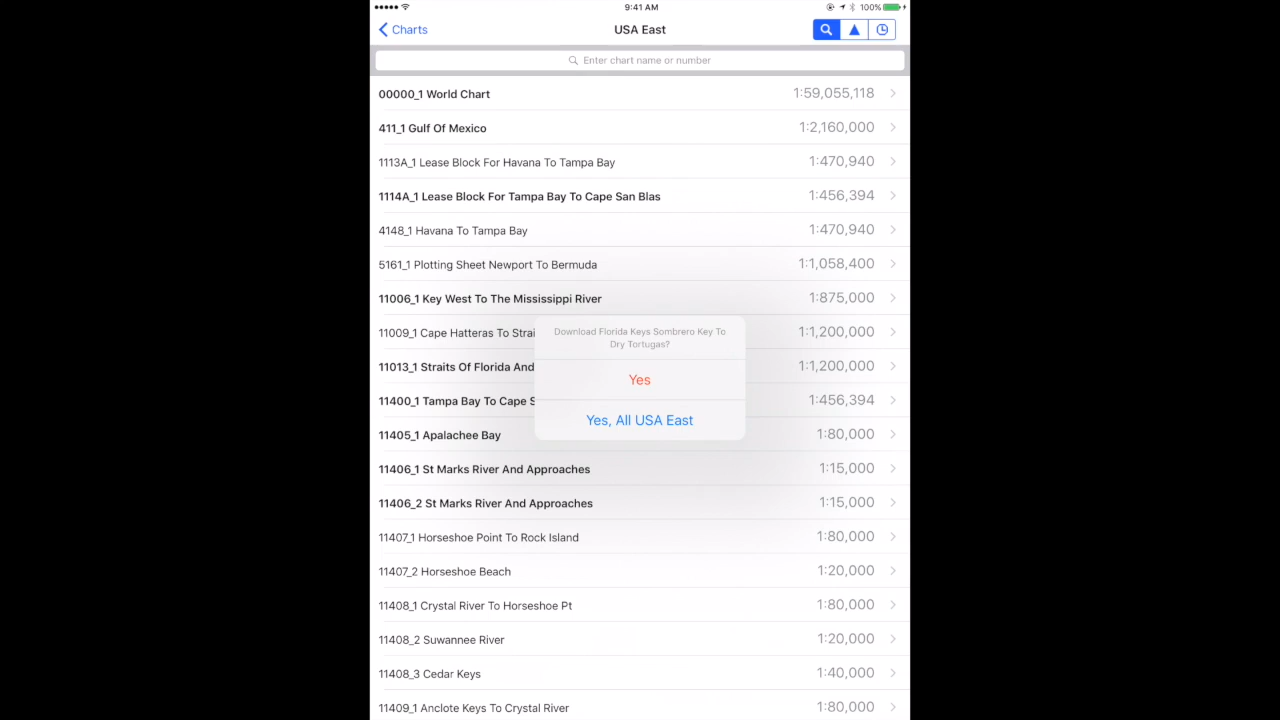 9:41 AM
100%
Charts
USA East
Enter chart name or number
00000_1 World Chart 1:59,055,118
411_1 Gulf Of Mexico 1:2,160,000
1113A_1 Lease Block For Havana To Tampa Bay 1:470,940
1114A_1 Lease Block For Tampa Bay To Cape San Blas 1:456,394
4148_1 Havana To Tampa Bay 1:470,940
5161_1 Plotting Sheet Newport To Bermuda 1:1,058,400
11006_1 Key West To The Mississippi River 1:875,000
11009_1 Cape Hatteras To Strai 1:1,200,000
11013_1 Straits Of Florida And 1:1,200,000
11400_1 Tampa Bay To Cape S 1:456,394
Download Florida Keys Sombrero Key To
Dry Tortugas?
Yes
Yes, All USA East
11405_1 Apalachee Bay 1:80,000
11406_1 St Marks River And Approaches 1:15,000
11406_2 St Marks River And Approaches 1:15,000
11407_1 Horseshoe Point To Rock Island 1:80,000
11407_2 Horseshoe Beach 1:20,000
11408_1 Crystal River To Horseshoe Pt 1:80,000
11408_2 Suwannee River 1:20,000
11408_3 Cedar Keys 1:40,000
11409_1 Anclote Keys To Crystal River 1:80,000